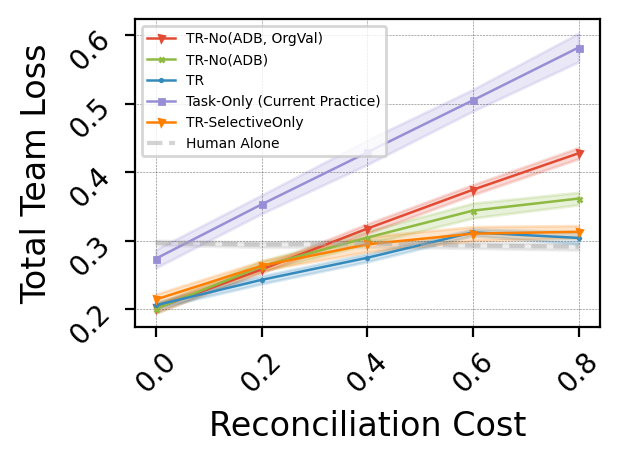 TR-No(ADB, OrgVal)
TR-No(ADB)
TR
Task-Only (Current Practice)
TR-SelectiveOnly
Human Alone
Total Team Loss
0.6
0.5
0.4
0.3
0.2
0.0
0.2
0.4
0.6
0.8
Reconciliation Cost